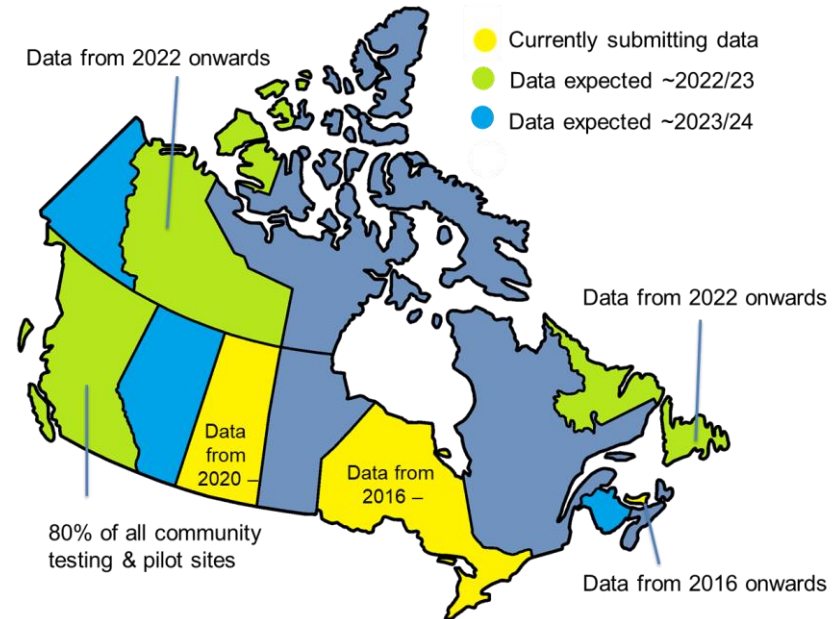 Data from 2022 onwards
Currently submitting data
Data expected ~2022/23
Data expected ~2023/24
Data from 2022 onwards
Data
from
2020 –
Data from
2016 –
80% of all community
testing & pilot sites
Data from 2016 onwards